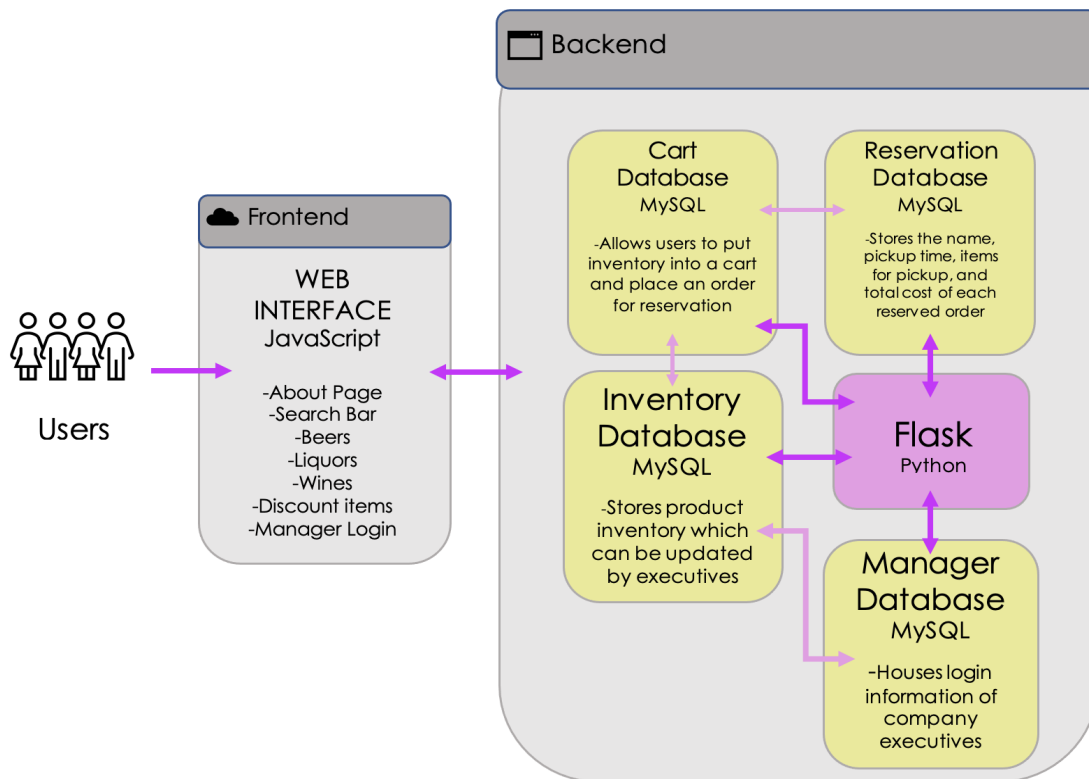 Backend
Frontend
WEB
INTERFACE
JavaScript
-About Page
-Search Bar
-Beers
-Liquors
-Wines
-Discount items
-Manager Login
Users
Cart
Database
MySQL
-Allows users to put
inventory into a cart
and place an order
for reservation
Reservation
Database
MySQL
-Stores the name,
pickup time, items
for pickup, and
total cost of each
reserved order
Inventory
Database
MySQL
-Stores product
inventory which
can be updated
by executives
Flask
Python
Manager
Database
MySQL
-Houses login
information of
company
executives